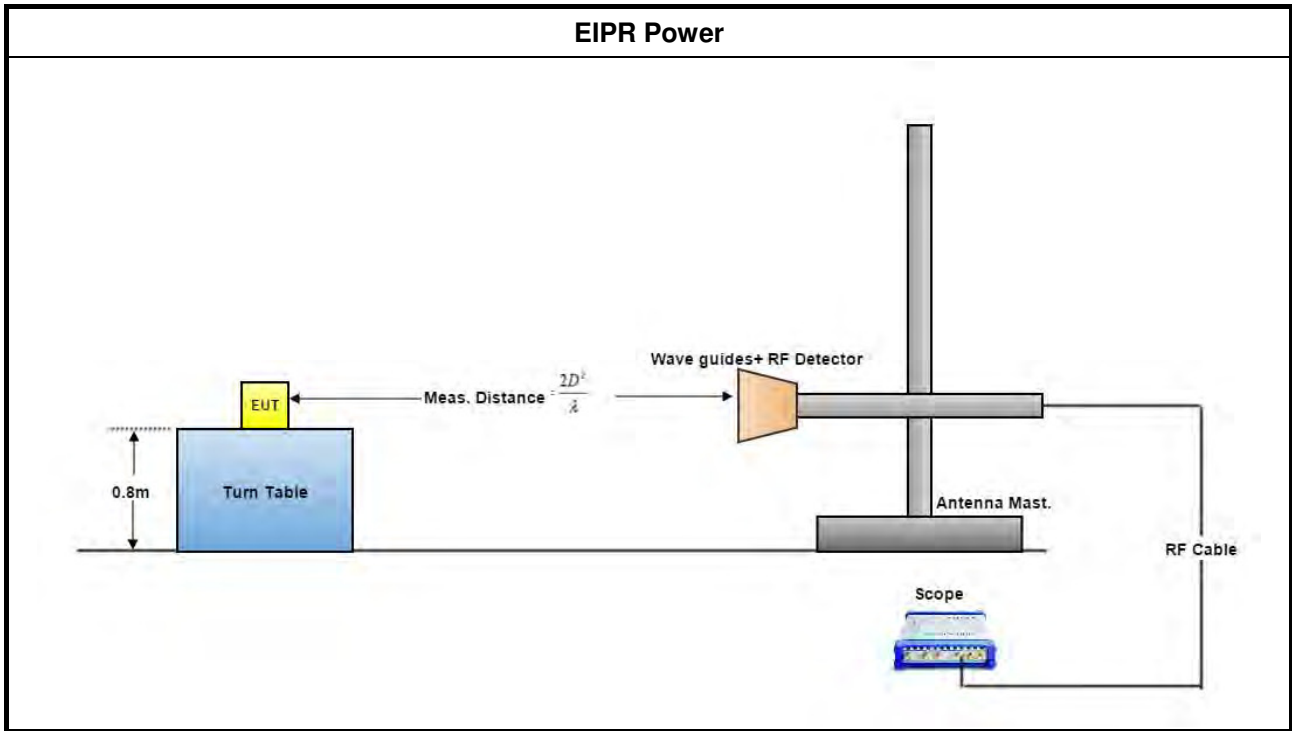 EIPR Power
Wave guides+ RF Detector
EUT
Meas. Distance = 2D²/λ
0.8m
Turn Table
Antenna Mast.
RF Cable
Scope